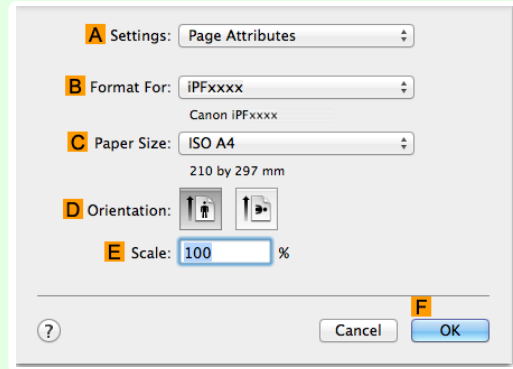 A Settings: Page Attributes
B Format For: iPFxxxx
Canon iPFxxxx
C Paper Size: ISO A4
210 by 297 mm
D Orientation:
E Scale: 100 %
F
? Cancel OK